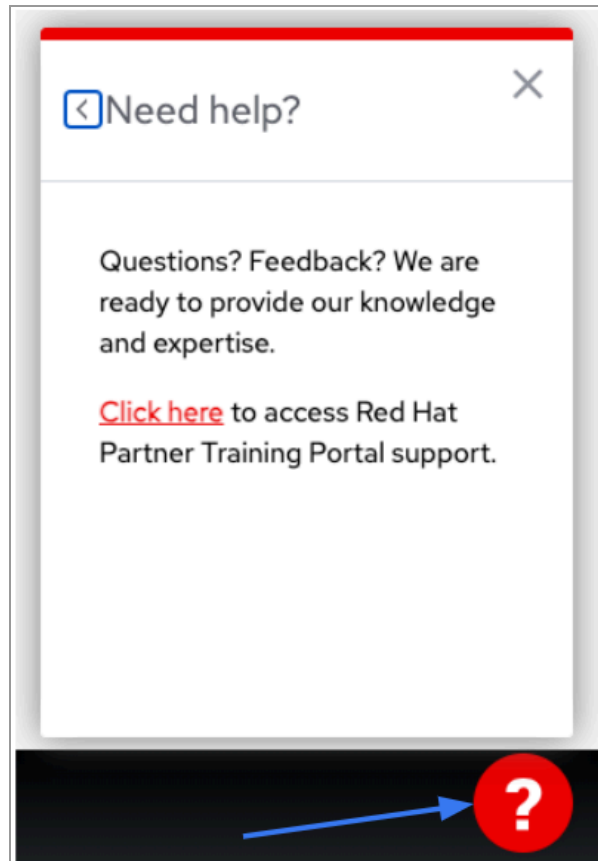 Need help?
Questions? Feedback? We are
ready to provide our knowledge
and expertise.
Click here to access Red Hat
Partner Training Portal support.
?